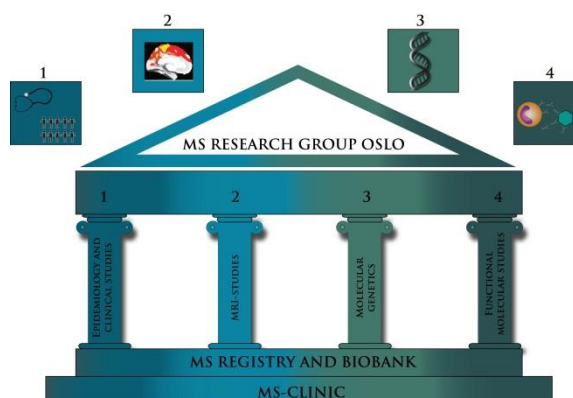 1
2
3
4
MS RESEARCH GROUP OSLO
1
2
3
4
EPIDEMIOLOGY AND
CLINICAL STUDIES
MRI-STUDIES
MOLECULAR
GENETICS
FUNCTIONAL
MOLECULAR STUDIES
MS REGISTRY AND BIOBANK
MS-CLINIC